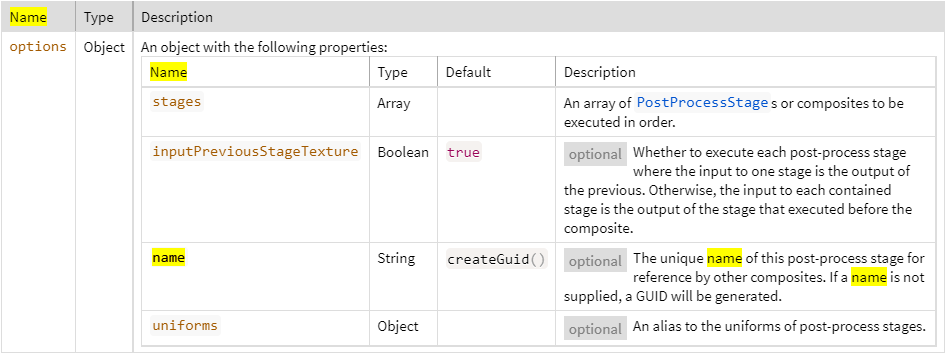 Name Type Description
options Object An object with the following properties:
Name Type Default Description
stages Array An array of PostProcessStages or composites to be
executed in order.
inputPreviousStageTexture Boolean true optional Whether to execute each post-process stage
where the input to one stage is the output of
the previous. Otherwise, the input to each contained
stage is the output of the stage that executed before the
composite.
name String createGuid() optional The unique name of this post-process stage for
reference by other composites. If a name is not
supplied, a GUID will be generated.
uniforms Object optional An alias to the uniforms of post-process stages.